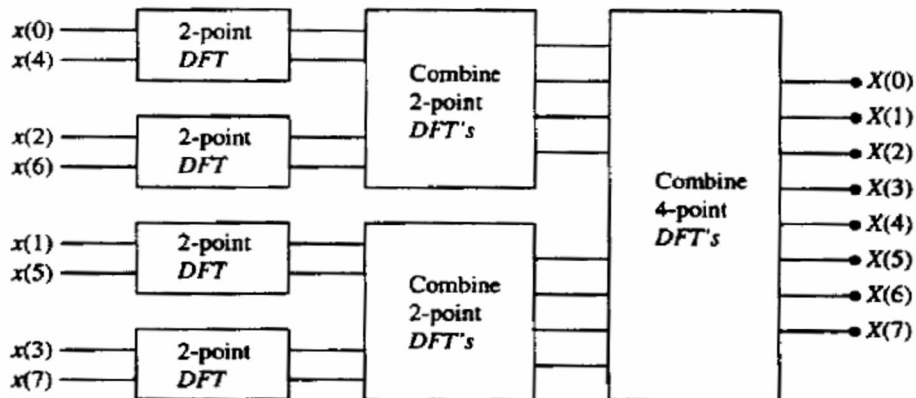 x(0)
x(4)
2-point
DFT
x(2)
x(6)
2-point
DFT
x(1)
x(5)
2-point
DFT
x(3)
x(7)
2-point
DFT
Combine
2-point
DFT's
Combine
2-point
DFT's
Combine
4-point
DFT's
X(0)
X(1)
X(2)
X(3)
X(4)
X(5)
X(6)
X(7)